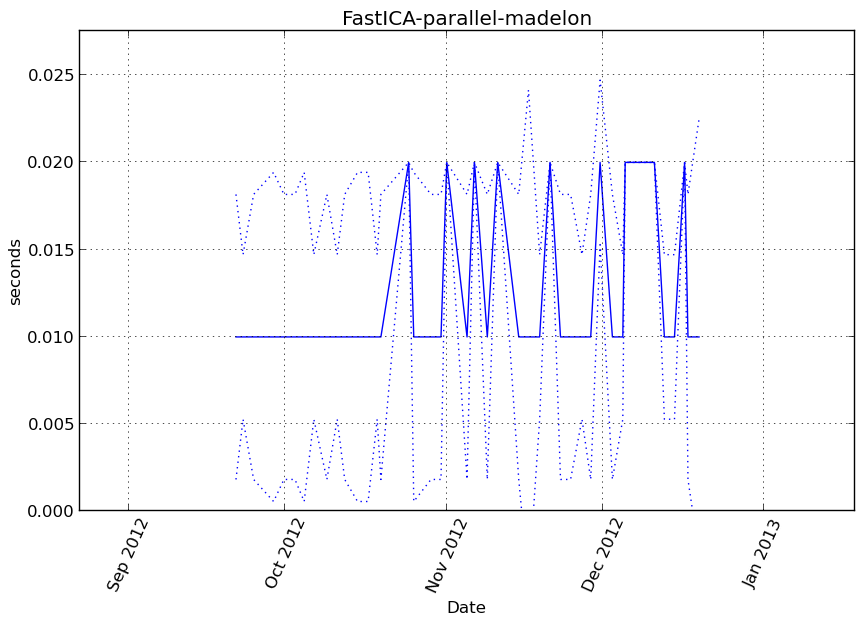 FastICA-parallel-madelon
0.025
0.020
0.015
0.010
0.005
0.000
seconds
Sep 2012
Oct 2012
Nov 2012
Dec 2012
Jan 2013
Date